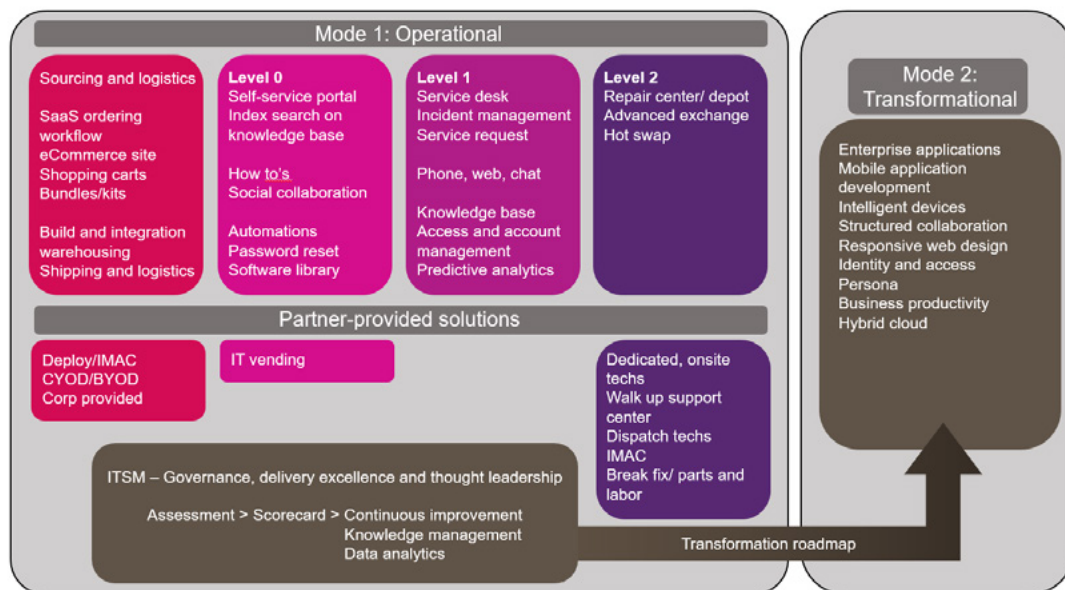 Mode 1: Operational
Sourcing and logistics
SaaS ordering
workflow
eCommerce site
Shopping carts
Bundles/kits
Build and integration
warehousing
Shipping and logistics
Level 0
Self-service portal
Index search on
knowledge base
How to's
Social collaboration
Automations
Password reset
Software library
Level 1
Service desk
Incident management
Service request
Phone, web, chat
Knowledge base
Access and account
management
Predictive analytics
Level 2
Repair center/ depot
Advanced exchange
Hot swap
Partner-provided solutions
Deploy/IMAC
CYOD/BYOD
Corp provided
IT vending
Dedicated, onsite
techs
Walk up support
center
Dispatch techs
IMAC
Break fix/ parts and
labor
ITSM – Governance, delivery excellence and thought leadership
Assessment > Scorecard > Continuous improvement
Knowledge management
Data analytics
Transformation roadmap
Mode 2:
Transformational
Enterprise applications
Mobile application
development
Intelligent devices
Structured collaboration
Responsive web design
Identity and access
Persona
Business productivity
Hybrid cloud